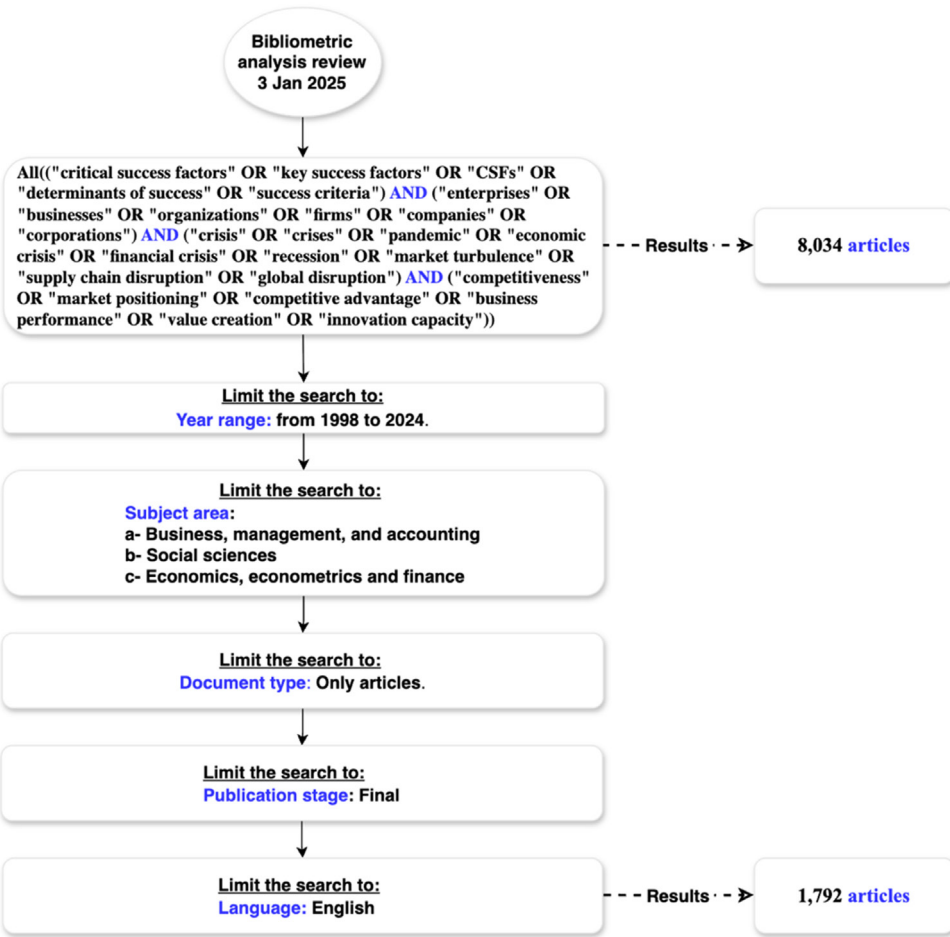 Bibliometric
analysis review
3 Jan 2025
All(("critical success factors" OR "key success factors" OR "CSFs" OR
"determinants of success" OR "success criteria") AND ("enterprises" OR
"businesses" OR "organizations" OR "firms" OR "companies" OR
"corporations") AND ("crisis" OR "crises" OR "pandemic" OR "economic
crisis" OR "financial crisis" OR "recession" OR "market turbulence" OR
"supply chain disruption" OR "global disruption") AND ("competitiveness"
OR "market positioning" OR "competitive advantage" OR "business
performance" OR "value creation" OR "innovation capacity"))
Results
8,034 articles
Limit the search to:
Year range: from 1998 to 2024.
Limit the search to:
Subject area:
a- Business, management, and accounting
b- Social sciences
c- Economics, econometrics and finance
Limit the search to:
Document type: Only articles.
Limit the search to:
Publication stage: Final
Limit the search to:
Language: English
Results
1,792 articles